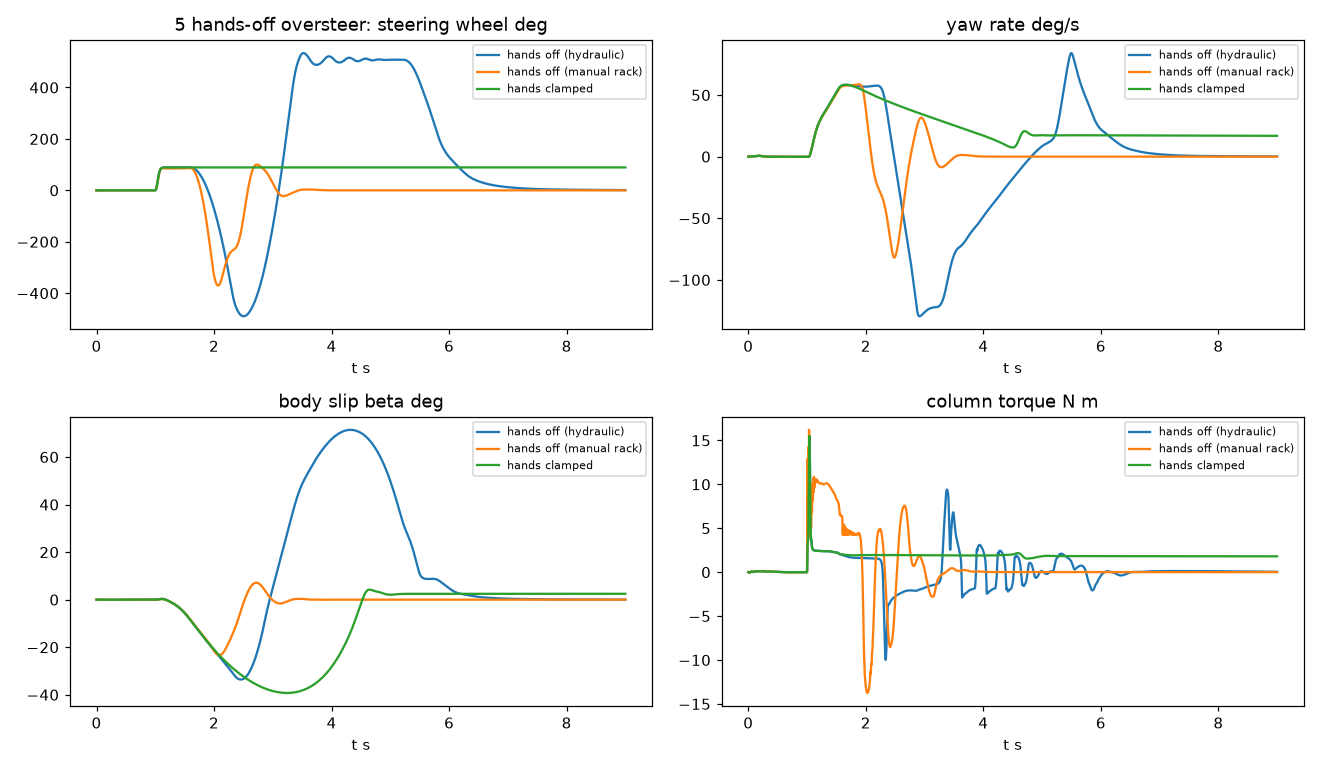 5 hands-off oversteer: steering wheel deg
400
200
0
−200
−400
0
2
4
6
8
t s
hands off (hydraulic)
hands off (manual rack)
hands clamped
yaw rate deg/s
50
0
−50
−100
0
2
4
6
8
t s
hands off (hydraulic)
hands off (manual rack)
hands clamped
body slip beta deg
60
40
20
0
−20
−40
0
2
4
6
8
t s
hands off (hydraulic)
hands off (manual rack)
hands clamped
column torque N m
15
10
5
0
−5
−10
−15
0
2
4
6
8
t s
hands off (hydraulic)
hands off (manual rack)
hands clamped